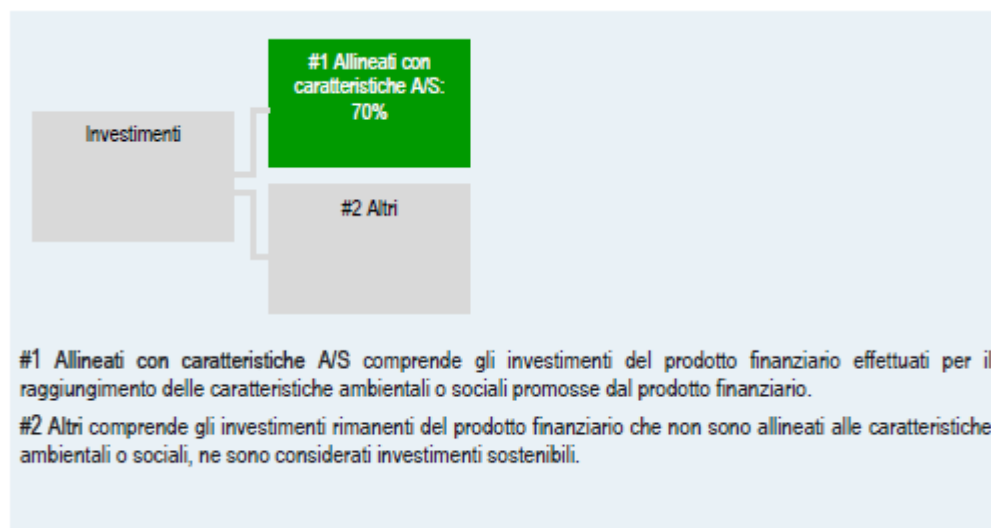 #1 Allineati con
caratteristiche A/S:
70%
Investimenti
#2 Altri
#1 Allineati con caratteristiche A/S comprende gli investimenti del prodotto finanziario effettuati per il
raggiungimento delle caratteristiche ambientali o sociali promosse dal prodotto finanziario.
#2 Altri comprende gli investimenti rimanenti del prodotto finanziario che non sono allineati alle caratteristiche
ambientali o sociali, ne sono considerati investimenti sostenibili.